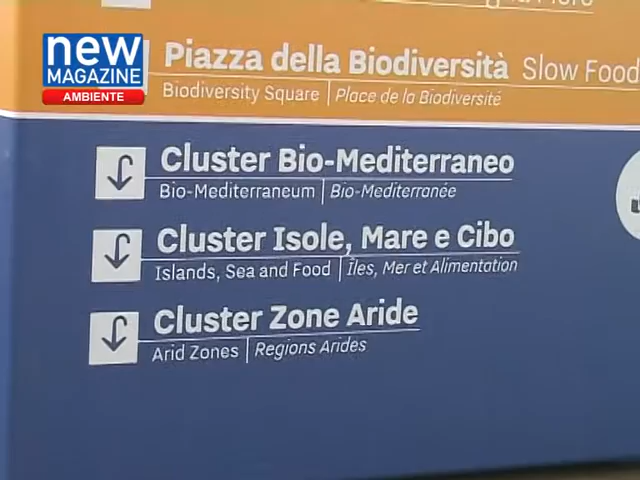 new
MAGAZINE
AMBIENTE
Piazza della Biodiversità Slow Food
Biodiversity Square | Place de la Biodiversité
Cluster Bio-Mediterraneo
Bio-Mediterraneum | Bio-Mediterranée
Cluster Isole, Mare e Cibo
Islands, Sea and Food | Îles, Mer et Alimentation
Cluster Zone Aride
Arid Zones | Regions Arides